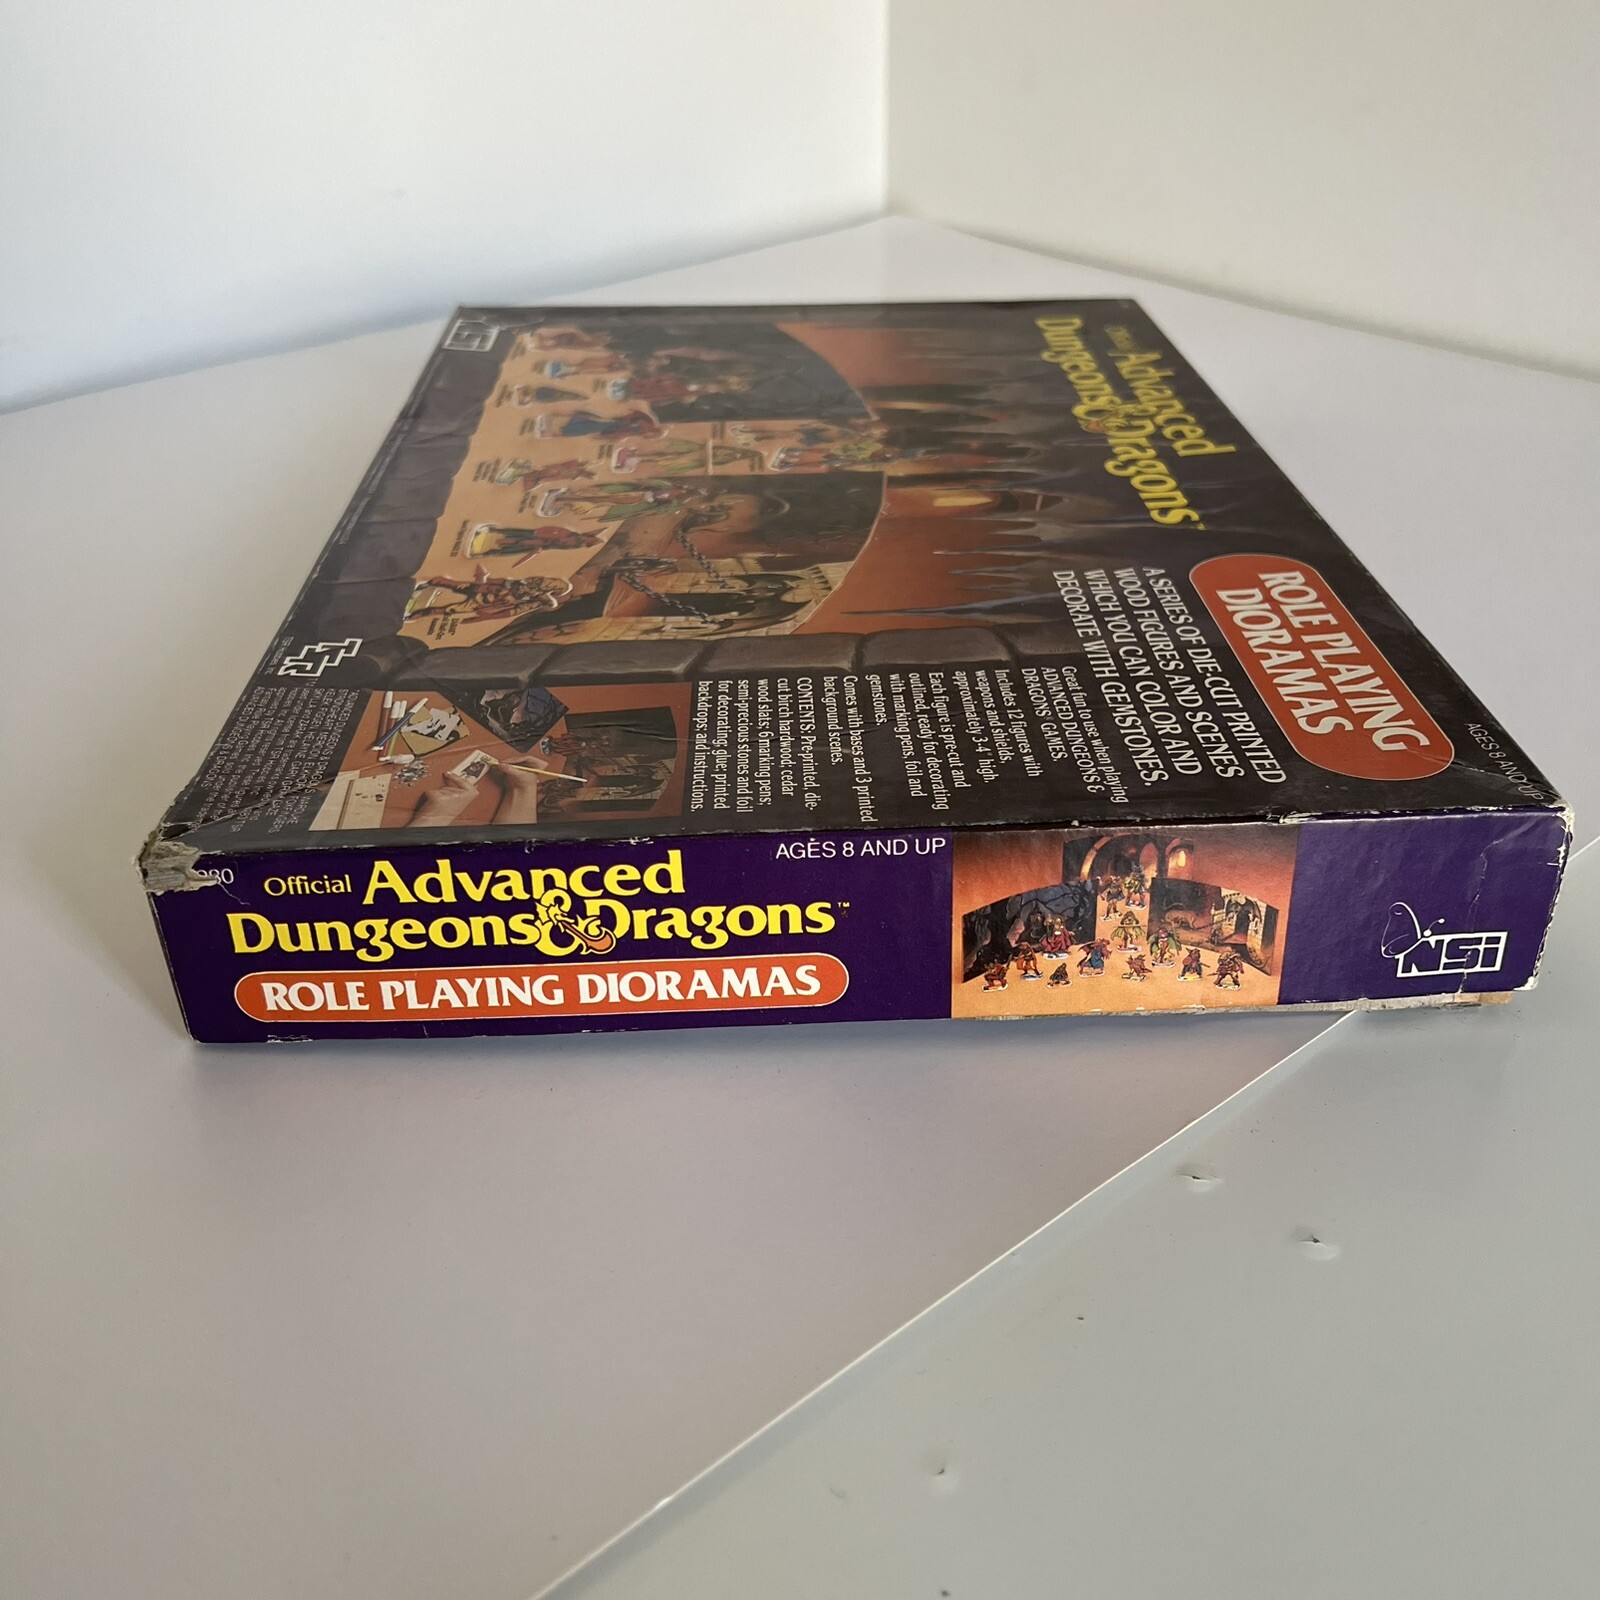 Official Advanced
Dungeons & Dragons™
ROLE PLAYING
DIORAMAS
AGES 8 AND UP
A SERIES OF DIE-CUT PRINTED
WOOD FIGURES AND SCENES
WHICH YOU CAN COLOR AND
DECORATE WITH GEMSTONES.
Great fun to use when playing
ADVANCED DUNGEONS &
DRAGONS® GAMES.
Includes 12 figures with
weapons and shields,
approximately 3-4" high.
Each figure is pre-cut and
outlined, ready for decorating
with marking pens, foil and
gemstones.
Comes with bases and 3 printed
background scenes.
CONTENTS: Pre-printed, die-
cut birch hardwood; cedar
wood slats; 6 marking pens;
semi-precious stones and foil
for decorating; glue; printed
backdrops; and instructions.
Official Advanced
Dungeons & Dragons™
ROLE PLAYING DIORAMAS
AGES 8 AND UP
NSI